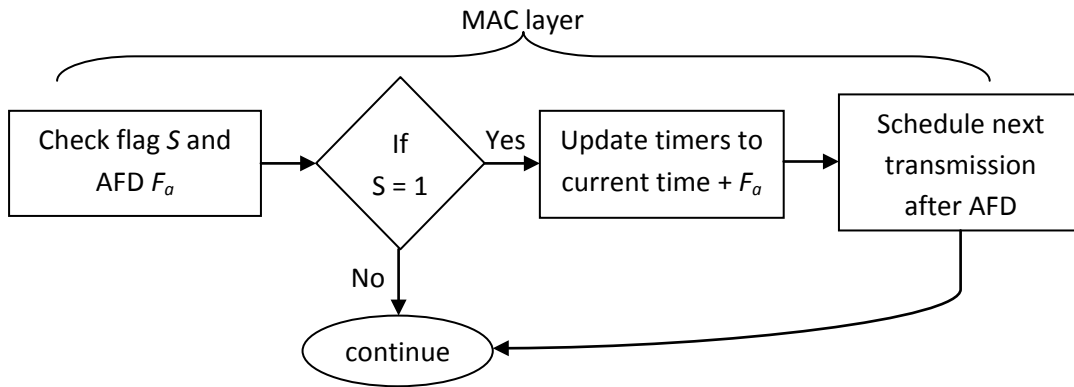 MAC layer
Check flag S and
AFD Fa
If
S = 1
Yes
Update timers to
current time + Fa
Schedule next
transmission
after AFD
No
continue